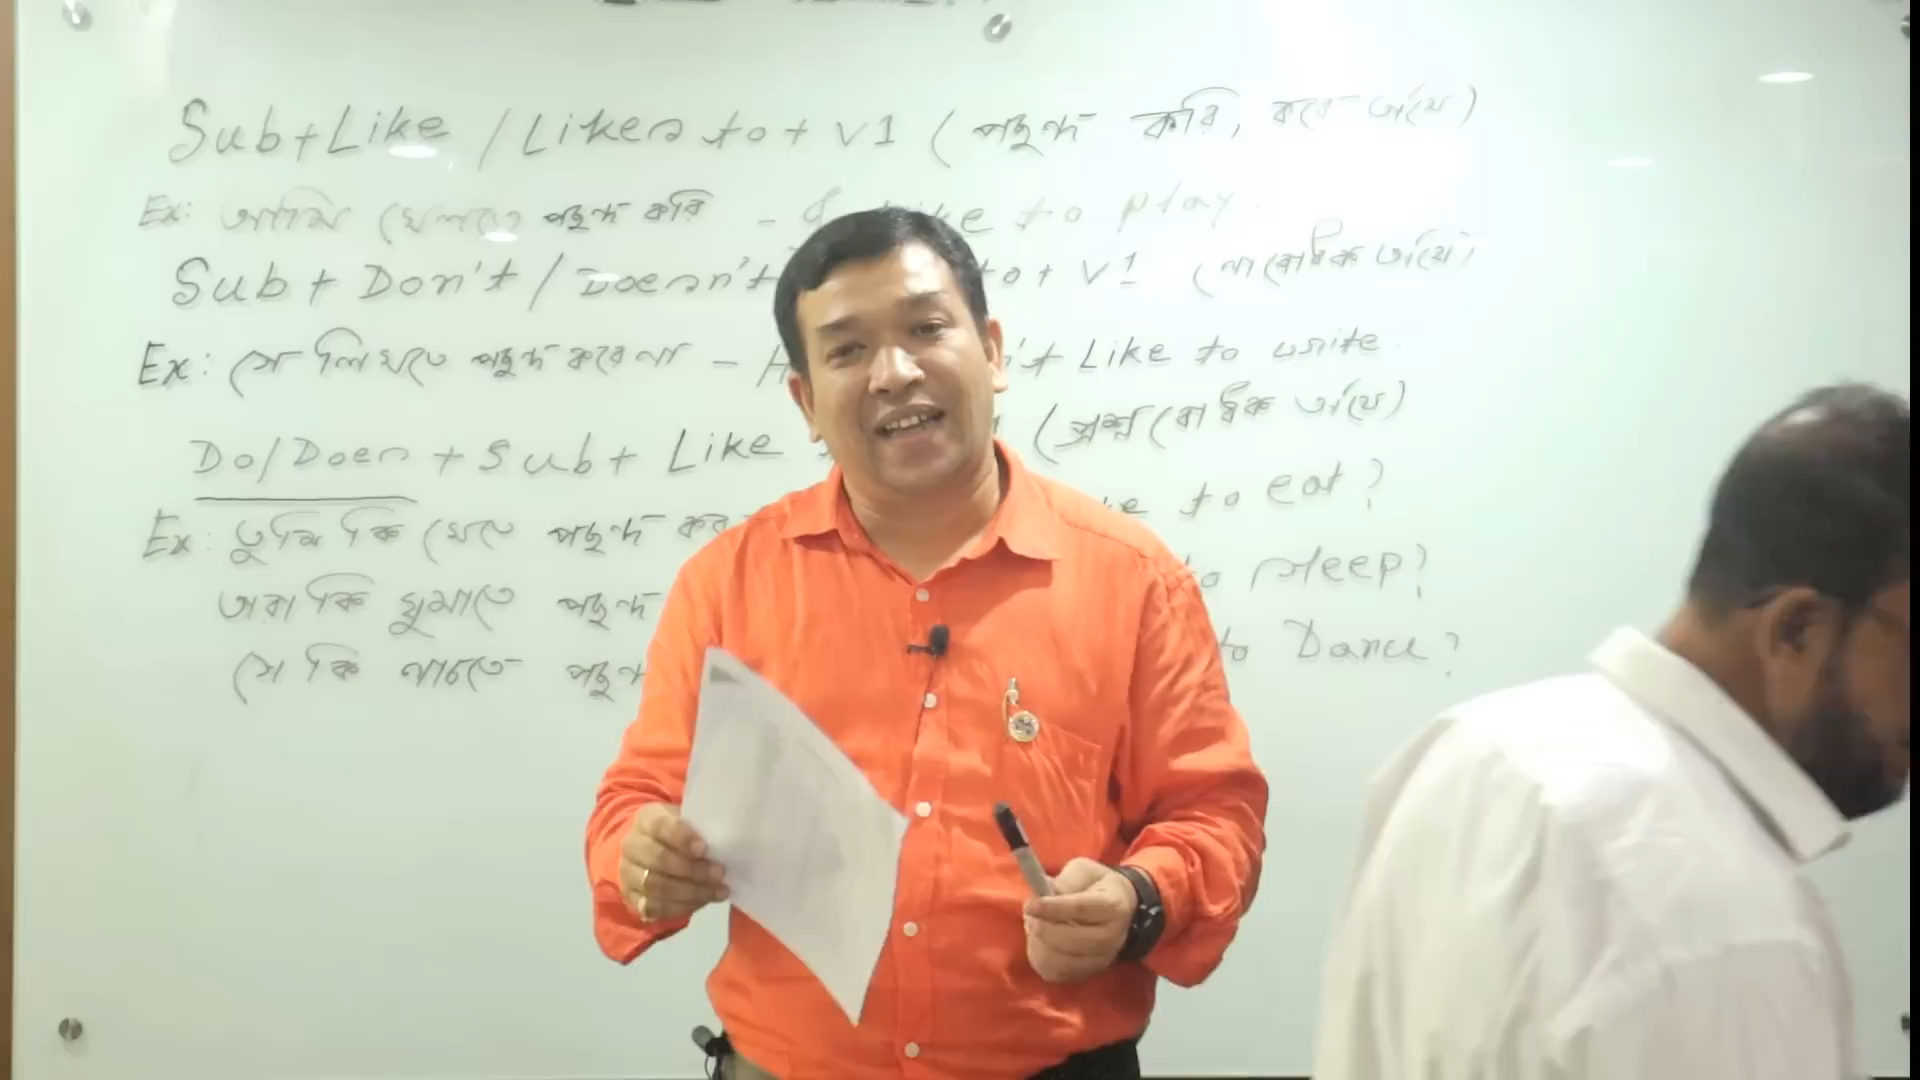 Sub + Like / Likes to + V1 ( পছন্দ করি, করে অর্থে )
Ex: আমি খেলতে পছন্দ করি - I like to play.
Sub + Don't / Doesn't to + V1 ( না বোধক অর্থে )
Ex: সে লিখতে পছন্দ করে না - H 't Like to write.
Do/Does + Sub + Like ( প্রশ্ন বোধক অর্থে )
Ex: তুমি কি খেতে পছন্দ কর to eat ?
তারা কি ঘুমাতে পছন্দ to sleep ?
সে কি নাচতে পছন্দ to Dance ?